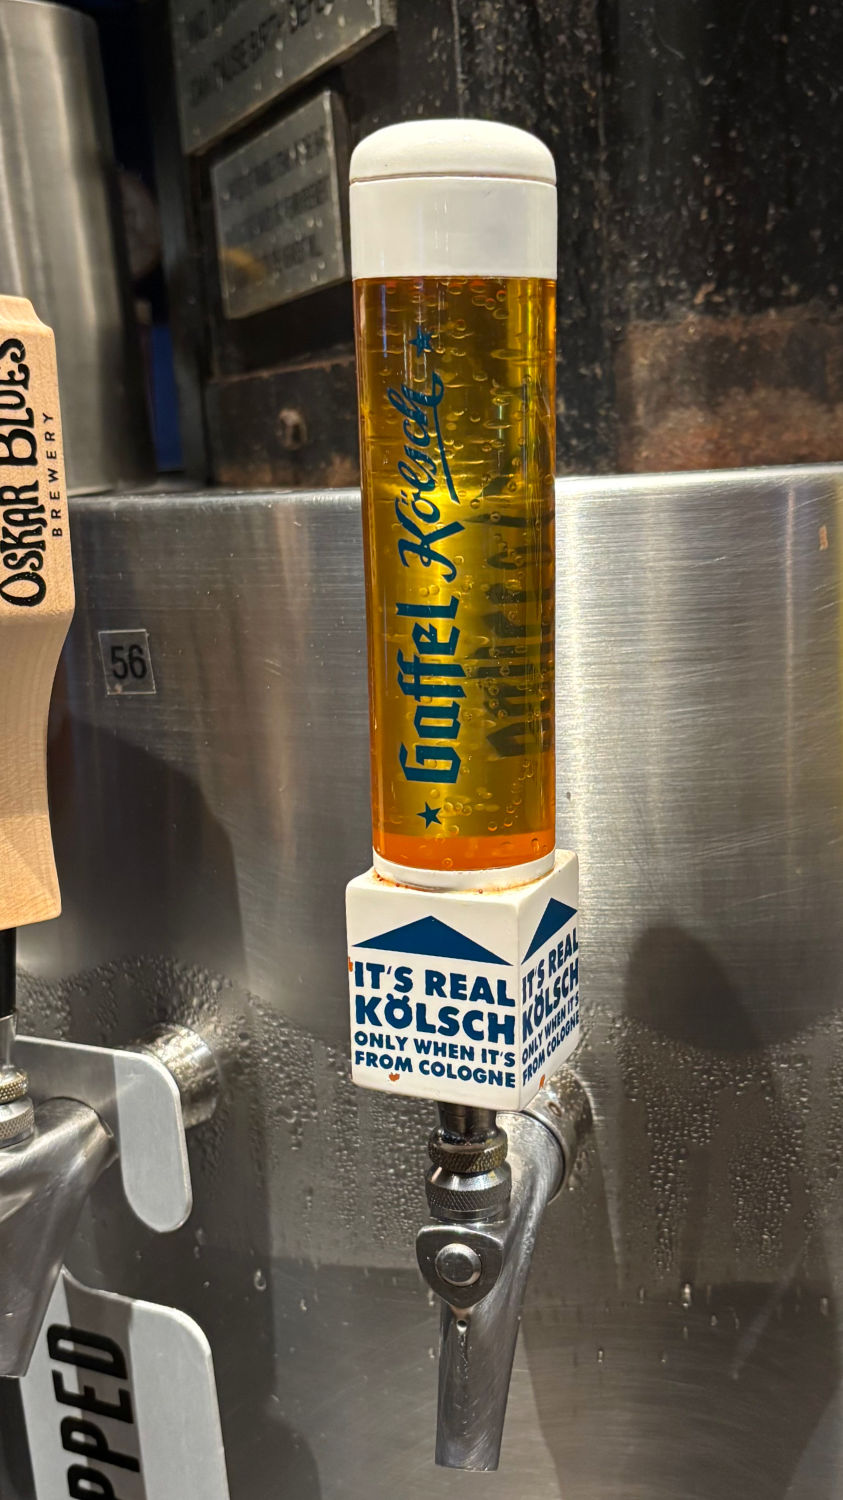 OSKAR BLUES
BREWERY
56
Gaffel Kölsch
IT'S REAL
KÖLSCH
ONLY WHEN IT'S
FROM COLOGNE
IT'S REAL
KÖLSCH
ONLY WHEN IT'S
FROM COLOGNE
PPED